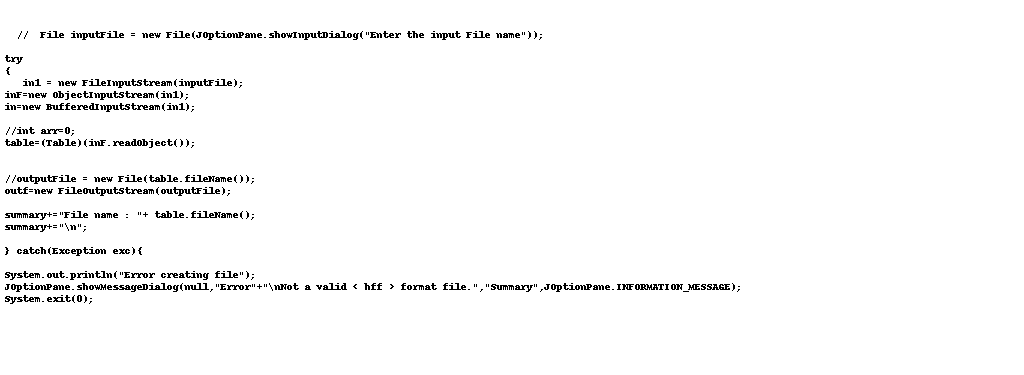 //  File inputFile = new File(JOptionPane.showInputDialog("Enter the input File name"));
try
{
in1 = new FileInputStream(inputFile);
inF=new ObjectInputStream(in1);
in=new BufferedInputStream(in1);
//int arr=0;
table=(Table)(inF.readObject());
//outputFile = new File(table.fileName());
outf=new FileOutputStream(outputFile);
summary+="File name : "+ table.fileName();
summary+="\n";
} catch(Exception exc){
System.out.println("Error creating file");
JOptionPane.showMessageDialog(null,"Error"+"\nNot a valid < hff > format file.","Summary",JOptionPane.INFORMATION_MESSAGE);
System.exit(0);